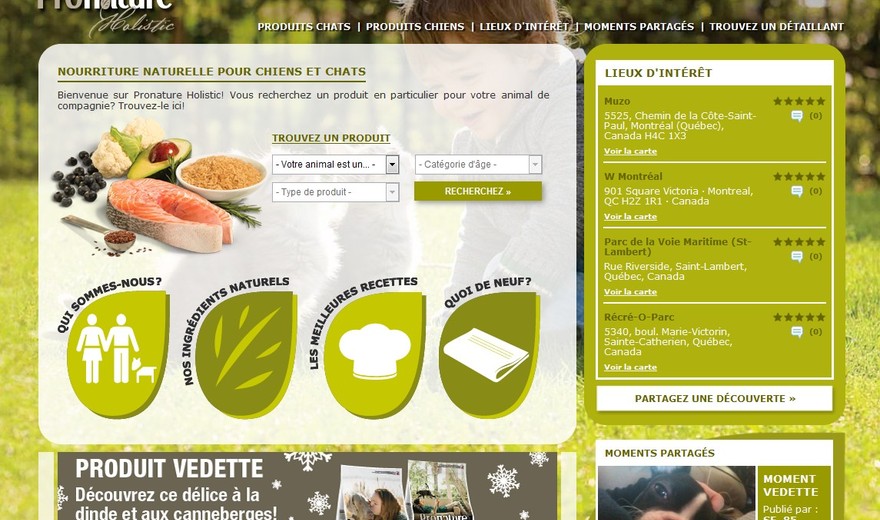 Pronature
Holistic
PRODUITS CHATS | PRODUITS CHIENS | LIEUX D'INTÉRÊT | MOMENTS PARTAGÉS | TROUVEZ UN DÉTAILLANT
NOURRITURE NATURELLE POUR CHIENS ET CHATS
Bienvenue sur Pronature Holistic! Vous recherchez un produit en particulier pour votre animal de
compagnie? Trouvez-le ici!
TROUVEZ UN PRODUIT
- Votre animal est un... -
- Catégorie d'âge -
- Type de produit -
RECHERCHEZ »
QUI SOMMES-NOUS?
NOS INGRÉDIENTS NATURELS
LES MEILLEURES RECETTES
QUOI DE NEUF?
PRODUIT VEDETTE
Découvrez ce délice à la
dinde et aux canneberges!
Pronature
LIEUX D'INTÉRÊT
Muzo
5525, Chemin de la Côte-Saint-
Paul, Montréal (Québec),
Canada H4C 1X3
(0)
Voir la carte
W Montréal
901 Square Victoria · Montreal,
QC H2Z 1R1 · Canada
(0)
Voir la carte
Parc de la Voie Maritime (St-
Lambert)
Rue Riverside, Saint-Lambert,
Québec, Canada
(0)
Voir la carte
Récré-O-Parc
5340, boul. Marie-Victorin,
Sainte-Catherien, Québec,
Canada
(0)
Voir la carte
PARTAGEZ UNE DÉCOUVERTE »
MOMENTS PARTAGÉS
MOMENT
VEDETTE
Publié par :